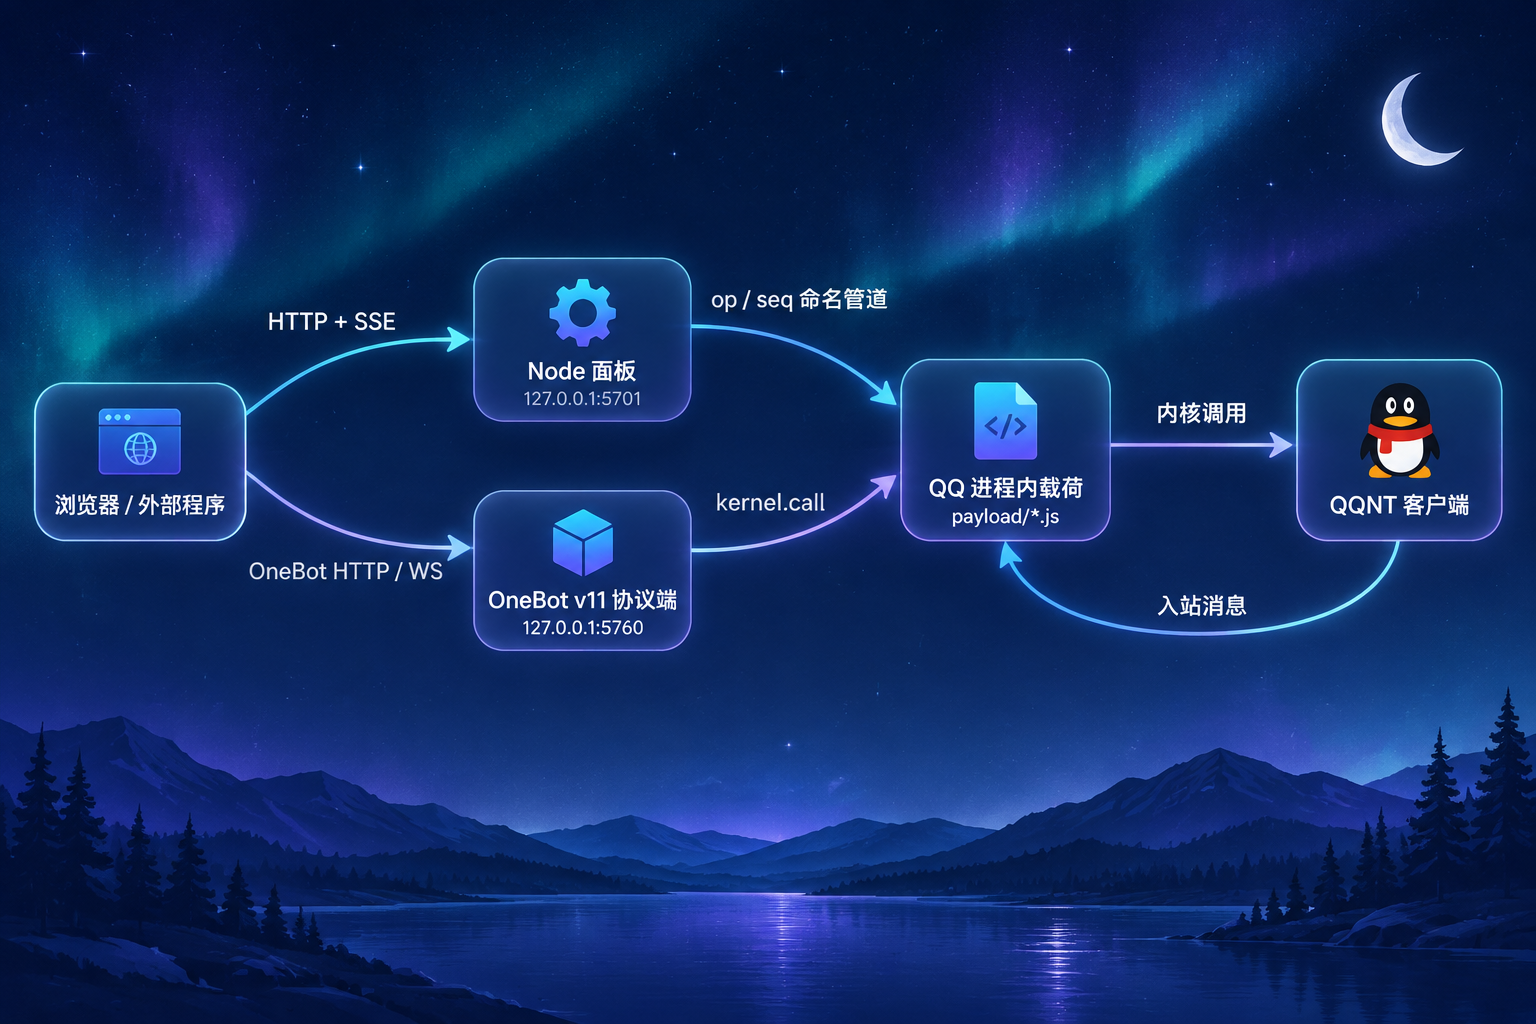 HTTP + SSE
OneBot HTTP / WS
浏览器 / 外部程序
Node 面板
127.0.0.1:5701
OneBot v11 协议端
127.0.0.1:5760
op / seq 命名管道
kernel.call
QQ 进程内载荷
payload/*.js
内核调用
入站消息
QQNT 客户端